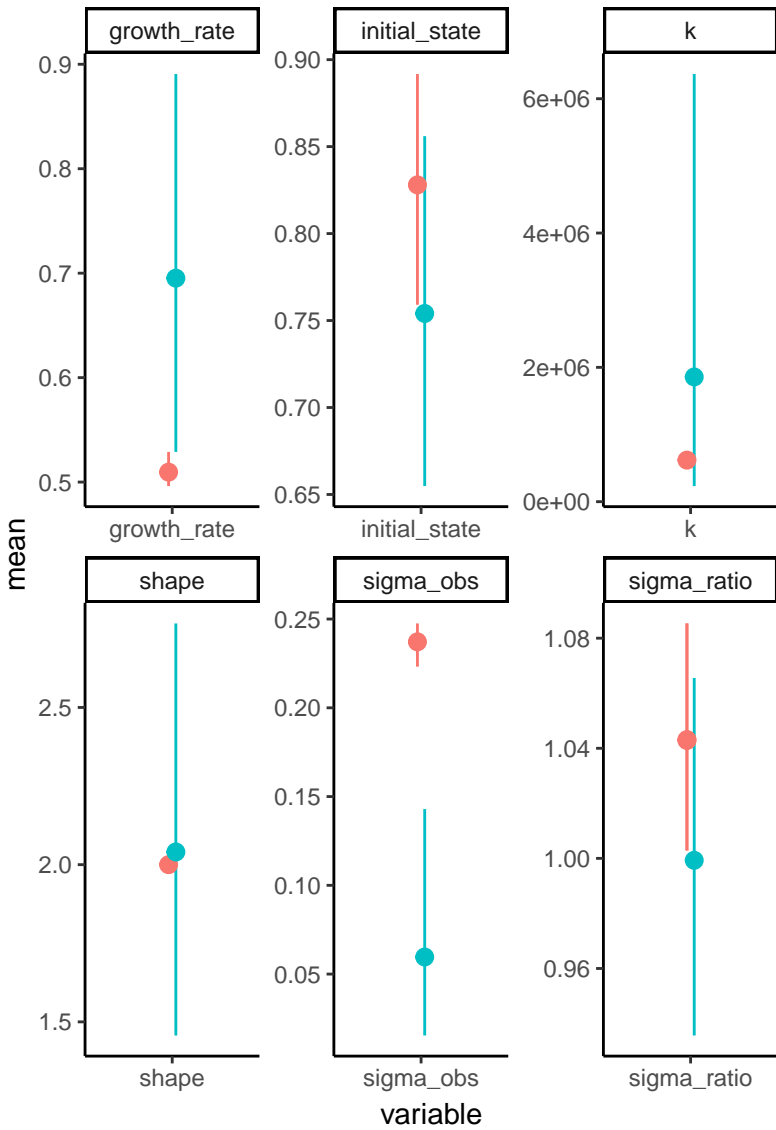 growth_rate
initial_state
k
0.9
0.8
0.7
0.6
0.5
0.90
0.85
0.80
0.75
0.70
0.65
6e+06
4e+06
2e+06
0e+00
growth_rate
initial_state
k
mean
shape
sigma_obs
sigma_ratio
2.5
2.0
1.5
0.25
0.20
0.15
0.10
0.05
1.08
1.04
1.00
0.96
shape
sigma_obs
sigma_ratio
variable